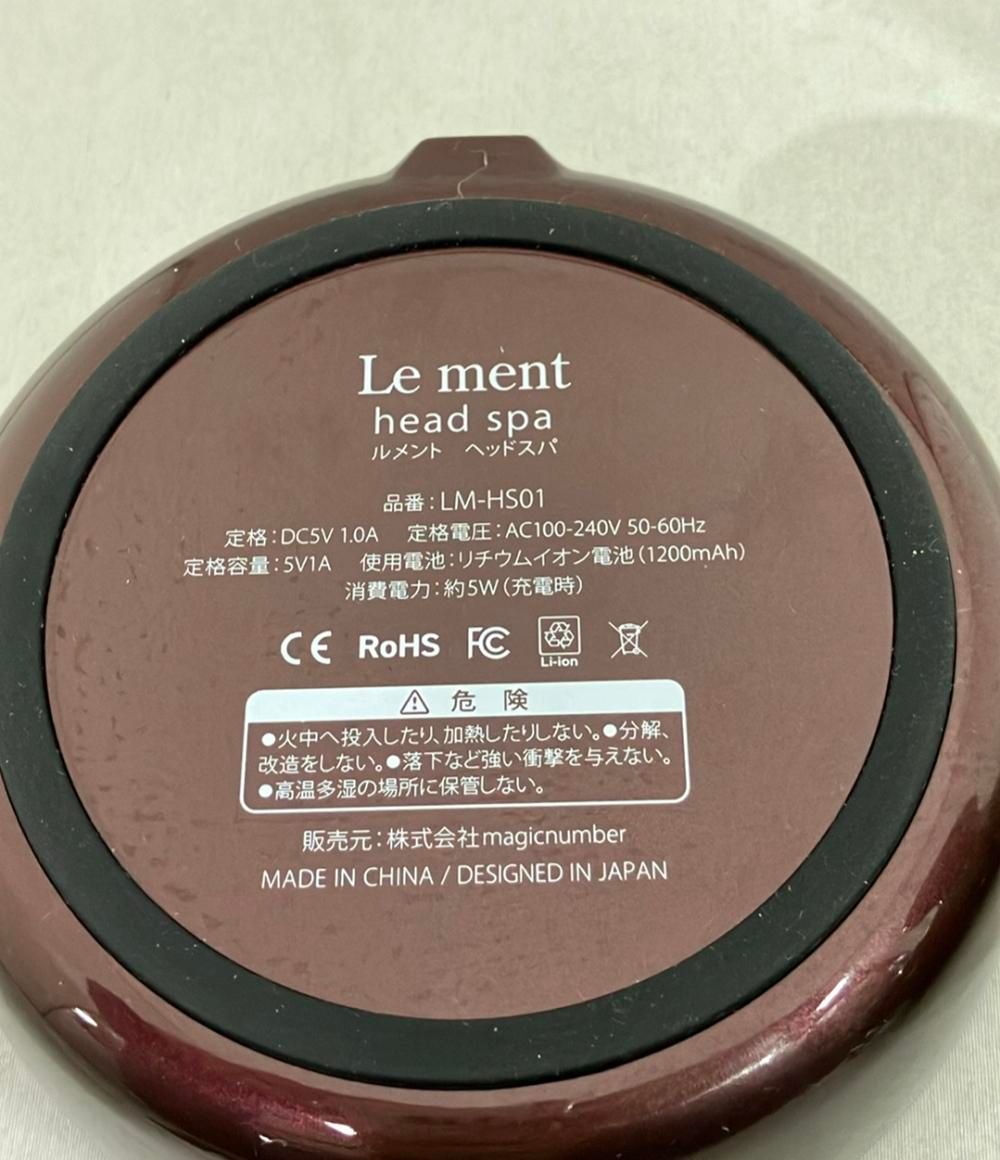 Le ment
head spa
ルメント ヘッドスパ
品番：LM-HS01
定格：DC5V 1.0A 定格電圧：AC100-240V 50-60Hz
定格容量：5V1A 使用電池：リチウムイオン電池（1200mAh）
消費電力：約5W（充電時）
CE RoHS FC Li-ion
⚠ 危 険
●火中へ投入したり、加熱したりしない。●分解、
改造をしない。●落下など強い衝撃を与えない。
●高温多湿の場所に保管しない。
販売元：株式会社magicnumber
MADE IN CHINA / DESIGNED IN JAPAN